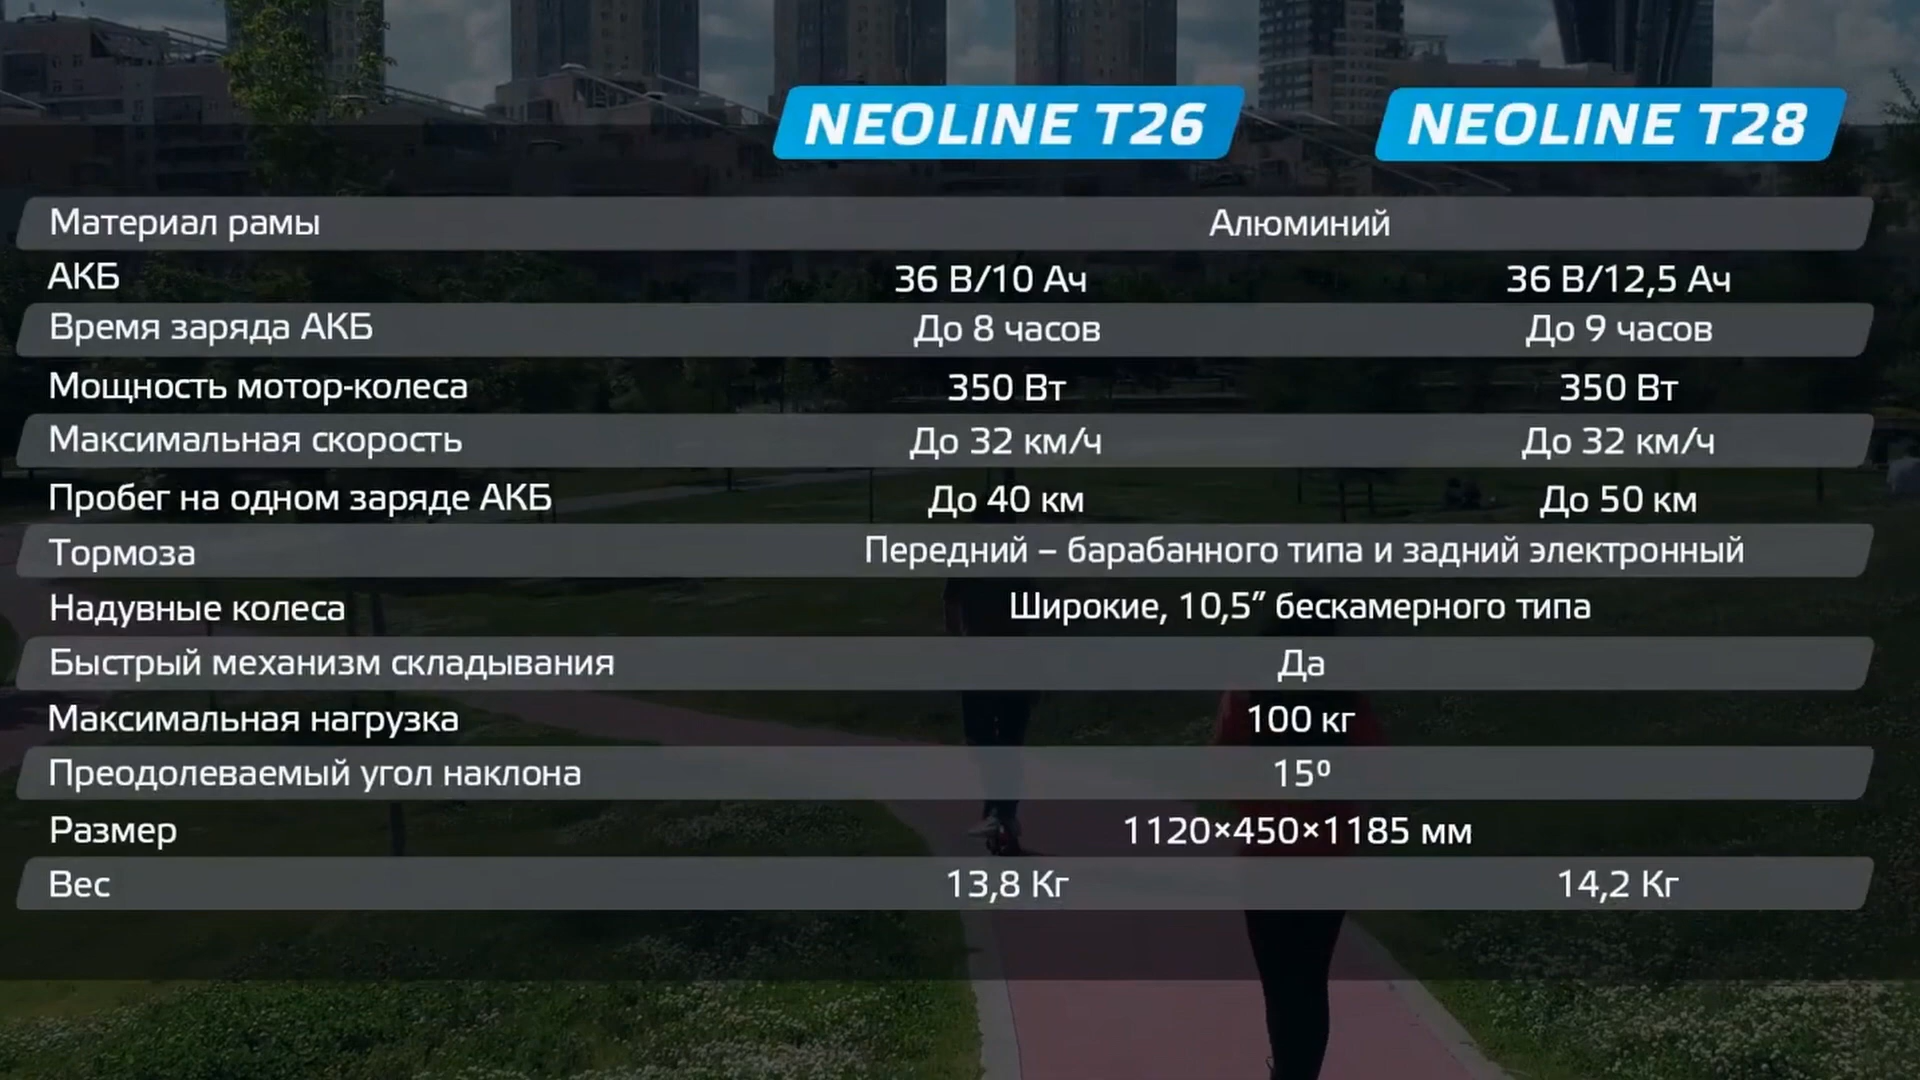 NEOLINE T26 NEOLINE T28
Материал рамы Алюминий
АКБ 36 В/10 Ач 36 В/12,5 Ач
Время заряда АКБ До 8 часов До 9 часов
Мощность мотор-колеса 350 Вт 350 Вт
Максимальная скорость До 32 км/ч До 32 км/ч
Пробег на одном заряде АКБ До 40 км До 50 км
Тормоза Передний – барабанного типа и задний электронный
Надувные колеса Широкие, 10,5″ бескамерного типа
Быстрый механизм складывания Да
Максимальная нагрузка 100 кг
Преодолеваемый угол наклона 15º
Размер 1120×450×1185 мм
Вес 13,8 Кг 14,2 Кг